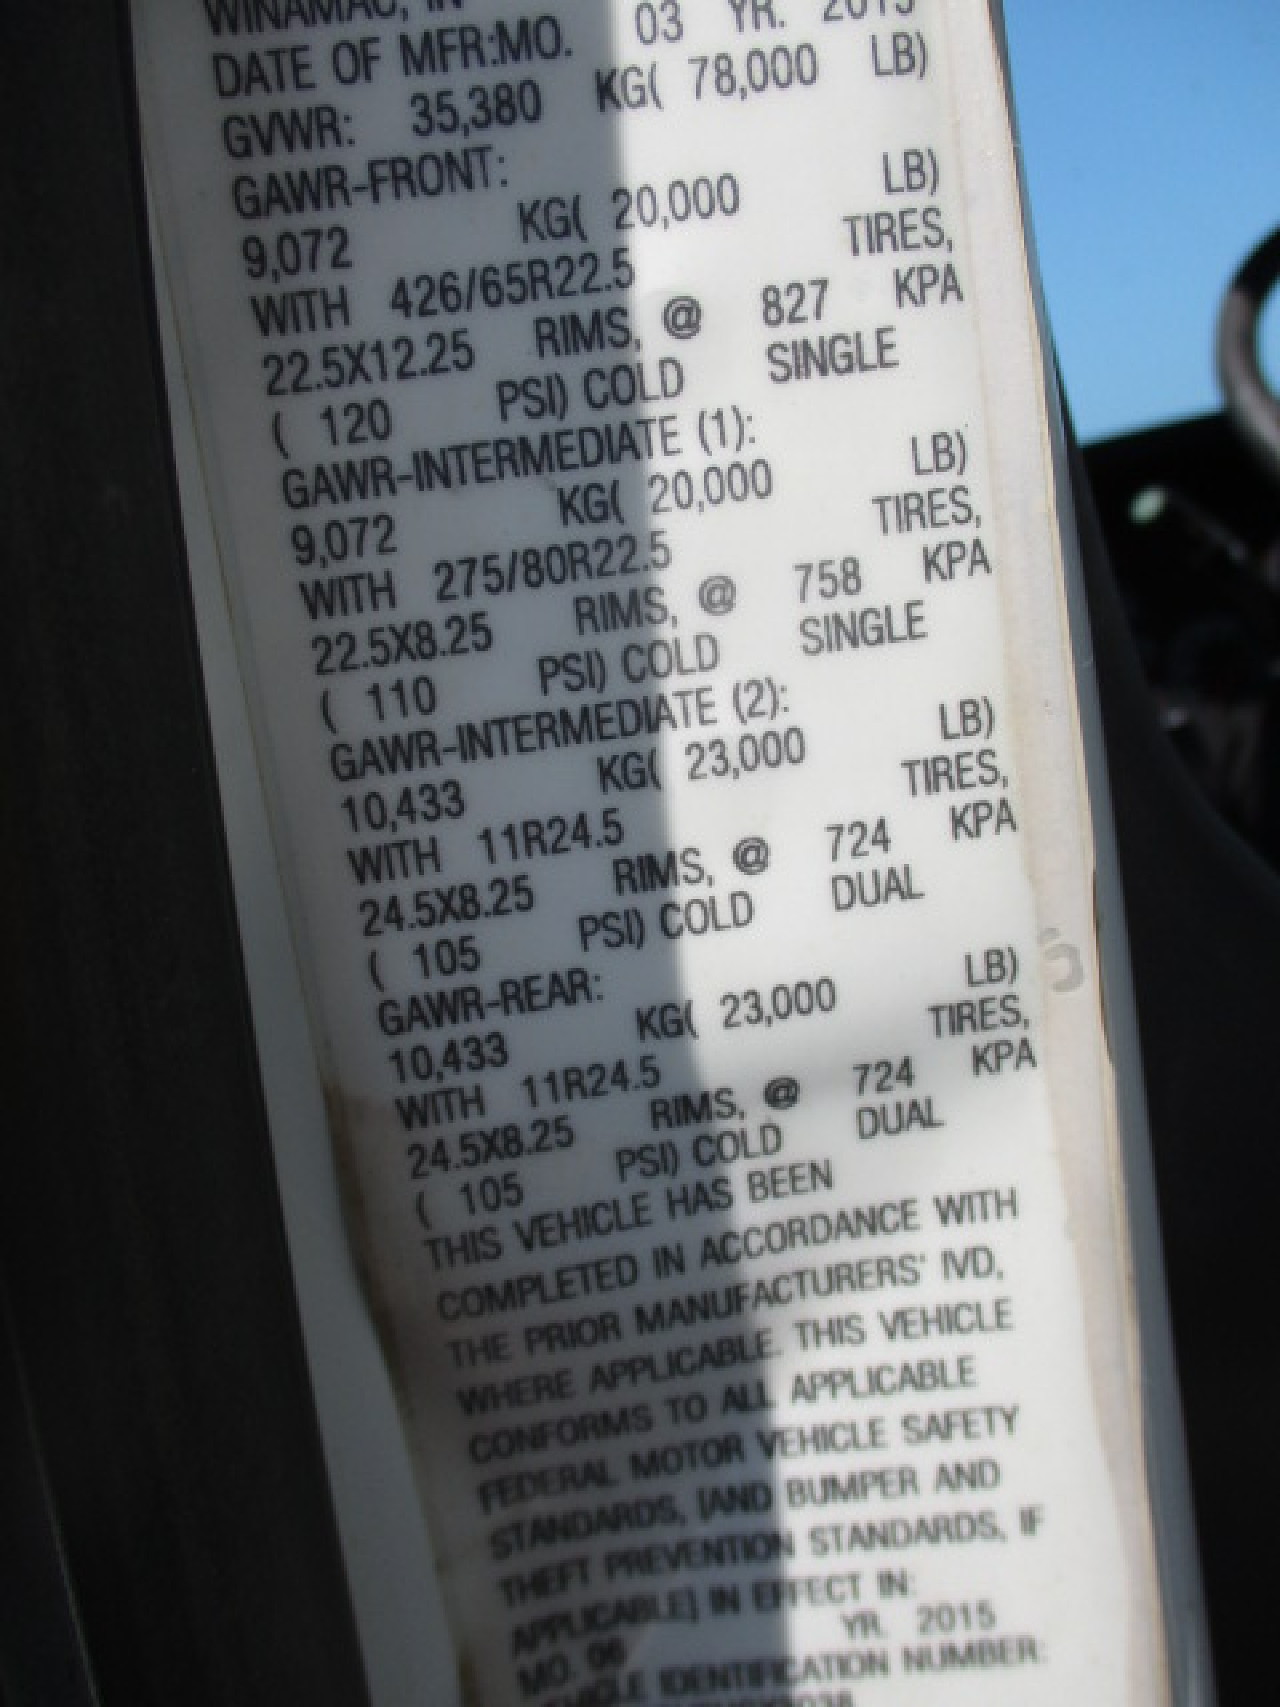 WINAMAC, IN
DATE OF MFR:MO. 03 YR. 2015
GVWR: 35,380 KG( 78,000 LB)
GAWR-FRONT:
9,072 KG( 20,000 LB)
WITH 426/65R22.5 TIRES,
22.5X12.25 RIMS, @ 827 KPA
( 120 PSI) COLD SINGLE
GAWR-INTERMEDIATE (1):
9,072 KG( 20,000 LB)
WITH 275/80R22.5 TIRES,
22.5X8.25 RIMS, @ 758 KPA
( 110 PSI) COLD SINGLE
GAWR-INTERMEDIATE (2):
10,433 KG( 23,000 LB)
WITH 11R24.5 TIRES,
24.5X8.25 RIMS, @ 724 KPA
( 105 PSI) COLD DUAL
GAWR-REAR:
10,433 KG( 23,000 LB)
WITH 11R24.5 TIRES,
24.5X8.25 RIMS, @ 724 KPA
( 105 PSI) COLD DUAL
THIS VEHICLE HAS BEEN
COMPLETED IN ACCORDANCE WITH
THE PRIOR MANUFACTURERS' IVD,
WHERE APPLICABLE. THIS VEHICLE
CONFORMS TO ALL APPLICABLE
FEDERAL MOTOR VEHICLE SAFETY
STANDARDS, [AND BUMPER AND
THEFT PREVENTION STANDARDS, IF
APPLICABLE] IN EFFECT IN:
MO. 06 YR. 2015
VEHICLE IDENTIFICATION NUMBER: